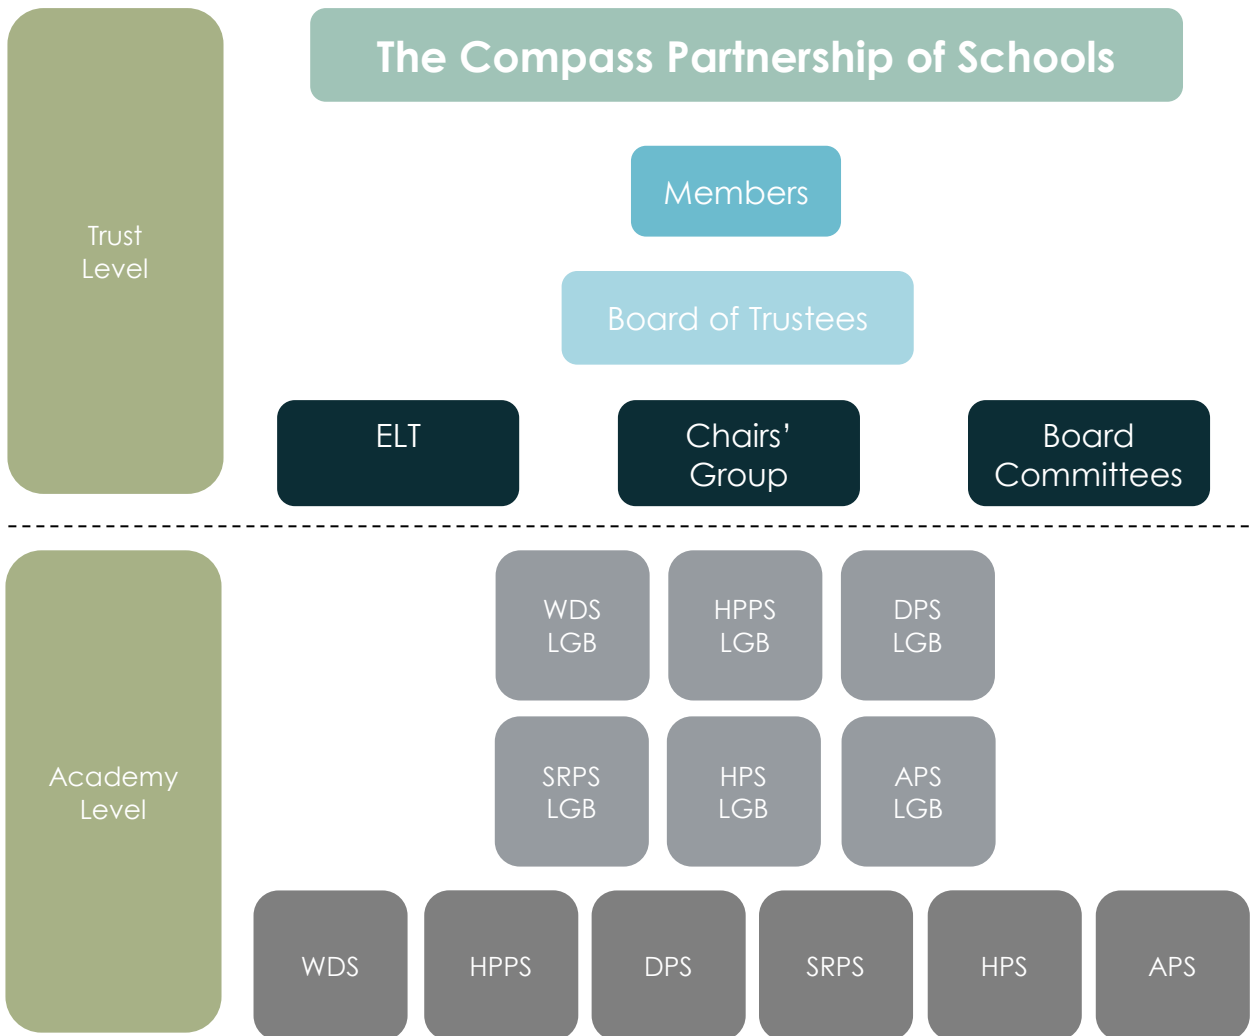 The Compass Partnership of Schools
Members
Trust
Level
Board of Trustees
ELT
Chairs’
Group
Board
Committees
WDS
LGB
HPPS
LGB
DPS
LGB
SRPS
LGB
HPS
LGB
APS
LGB
Academy
Level
WDS
HPPS
DPS
SRPS
HPS
APS